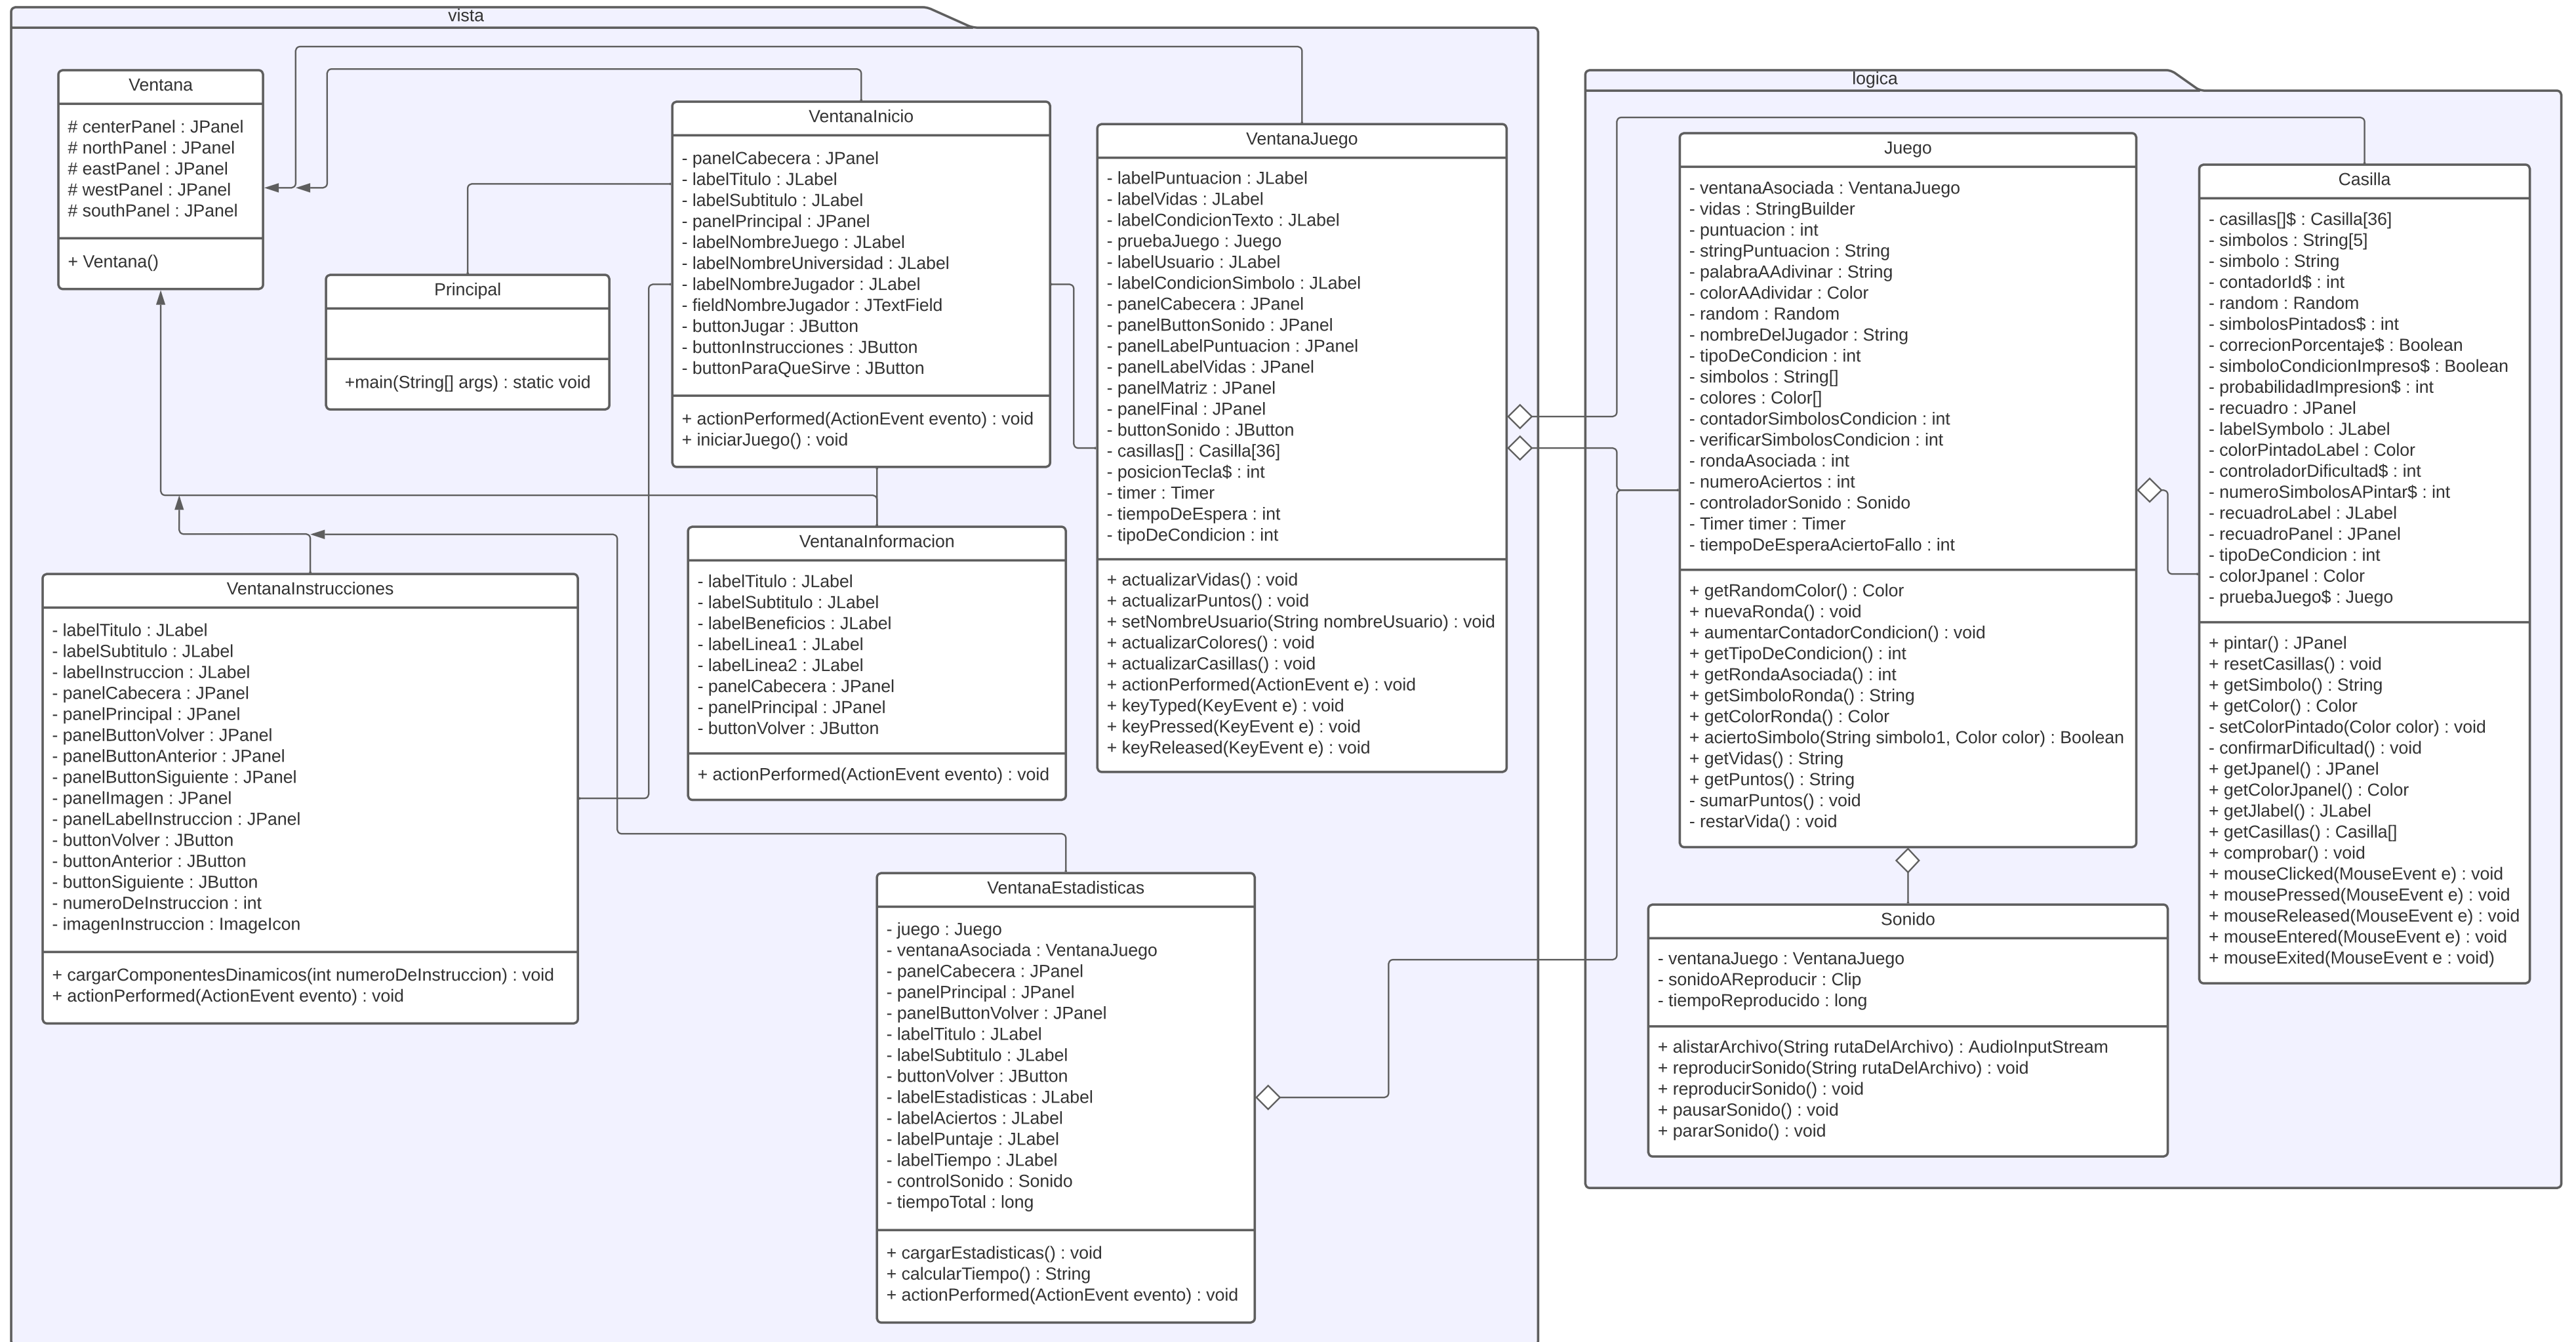 vista
Ventana
# centerPanel : JPanel
# northPanel : JPanel
# eastPanel : JPanel
# westPanel : JPanel
# southPanel : JPanel
+ Ventana()
Principal
+main(String[] args) : static void
VentanaInicio
- panelCabecera : JPanel
- labelTitulo : JLabel
- labelSubtitulo : JLabel
- panelPrincipal : JPanel
- labelNombreJuego : JLabel
- labelNombreUniversidad : JLabel
- labelNombreJugador : JLabel
- fieldNombreJugador : JTextField
- buttonJugar : JButton
- buttonInstrucciones : JButton
- buttonParaQueSirve : JButton
+ actionPerformed(ActionEvent evento) : void
+ iniciarJuego() : void
VentanaJuego
- labelPuntuacion : JLabel
- labelVidas : JLabel
- labelCondicionTexto : JLabel
- pruebaJuego : Juego
- labelUsuario : JLabel
- labelCondicionSimbolo : JLabel
- panelCabecera : JPanel
- panelButtonSonido : JPanel
- panelLabelPuntuacion : JPanel
- panelLabelVidas : JPanel
- panelMatriz : JPanel
- panelFinal : JPanel
- buttonSonido : JButton
- casillas[] : Casilla[36]
- posicionTecla$ : int
- timer : Timer
- tiempoDeEspera : int
- tipoDeCondicion : int
+ actualizarVidas() : void
+ actualizarPuntos() : void
+ setNombreUsuario(String nombreUsuario) : void
+ actualizarColores() : void
+ actualizarCasillas() : void
+ actionPerformed(ActionEvent e) : void
+ keyTyped(KeyEvent e) : void
+ keyPressed(KeyEvent e) : void
+ keyReleased(KeyEvent e) : void
VentanaInstrucciones
- labelTitulo : JLabel
- labelSubtitulo : JLabel
- labelInstruccion : JLabel
- panelCabecera : JPanel
- panelPrincipal : JPanel
- panelButtonVolver : JPanel
- panelButtonAnterior : JPanel
- panelButtonSiguiente : JPanel
- panelImagen : JPanel
- panelLabelInstruccion : JPanel
- buttonVolver : JButton
- buttonAnterior : JButton
- buttonSiguiente : JButton
- numeroDeInstruccion : int
- imagenInstruccion : ImageIcon
+ cargarComponentesDinamicos(int numeroDeInstruccion) : void
+ actionPerformed(ActionEvent evento) : void
VentanaInformacion
- labelTitulo : JLabel
- labelSubtitulo : JLabel
- labelBeneficios : JLabel
- labelLinea1 : JLabel
- labelLinea2 : JLabel
- panelCabecera : JPanel
- panelPrincipal : JPanel
- buttonVolver : JButton
+ actionPerformed(ActionEvent evento) : void
VentanaEstadisticas
- juego : Juego
- ventanaAsociada : VentanaJuego
- panelCabecera : JPanel
- panelPrincipal : JPanel
- panelButtonVolver : JPanel
- labelTitulo : JLabel
- labelSubtitulo : JLabel
- buttonVolver : JButton
- labelEstadisticas : JLabel
- labelAciertos : JLabel
- labelPuntaje : JLabel
- labelTiempo : JLabel
- controlSonido : Sonido
- tiempoTotal : long
+ cargarEstadisticas() : void
+ calcularTiempo() : String
+ actionPerformed(ActionEvent evento) : void
logica
Juego
- ventanaAsociada : VentanaJuego
- vidas : StringBuilder
- puntuacion : int
- stringPuntuacion : String
- palabraAAdivinar : String
- colorAAdividar : Color
- random : Random
- nombreDelJugador : String
- tipoDeCondicion : int
- simbolos : String[]
- colores : Color[]
- contadorSimbolosCondicion : int
- verificarSimbolosCondicion : int
- rondaAsociada : int
- numeroAciertos : int
- controladorSonido : Sonido
- Timer timer : Timer
- tiempoDeEsperaAciertoFallo : int
+ getRandomColor() : Color
+ nuevaRonda() : void
+ aumentarContadorCondicion() : void
+ getTipoDeCondicion() : int
+ getRondaAsociada() : int
+ getSimboloRonda() : String
+ getColorRonda() : Color
+ aciertoSimbolo(String simbolo1, Color color) : Boolean
+ getVidas() : String
+ getPuntos() : String
- sumarPuntos() : void
- restarVida() : void
Casilla
- casillas[]$ : Casilla[36]
- simbolos : String[5]
- simbolo : String
- contadorId$ : int
- random : Random
- simbolosPintados$ : int
- correcionPorcentaje$ : Boolean
- simboloCondicionImpreso$ : Boolean
- probabilidadImpresion$ : int
- recuadro : JPanel
- labelSymbolo : JLabel
- colorPintadoLabel : Color
- controladorDificultad$ : int
- numeroSimbolosAPintar$ : int
- recuadroLabel : JLabel
- recuadroPanel : JPanel
- tipoDeCondicion : int
- colorJpanel : Color
- pruebaJuego$ : Juego
+ pintar() : JPanel
+ resetCasillas() : void
+ getSimbolo() : String
+ getColor() : Color
- setColorPintado(Color color) : void
- confirmarDificultad() : void
+ getJpanel() : JPanel
+ getColorJpanel() : Color
+ getJlabel() : JLabel
+ getCasillas() : Casilla[]
+ comprobar() : void
+ mouseClicked(MouseEvent e) : void
+ mousePressed(MouseEvent e) : void
+ mouseReleased(MouseEvent e) : void
+ mouseEntered(MouseEvent e) : void
+ mouseExited(MouseEvent e : void)
Sonido
- ventanaJuego : VentanaJuego
- sonidoAReproducir : Clip
- tiempoReproducido : long
+ alistarArchivo(String rutaDelArchivo) : AudioInputStream
+ reproducirSonido(String rutaDelArchivo) : void
+ reproducirSonido() : void
+ pausarSonido() : void
+ pararSonido() : void